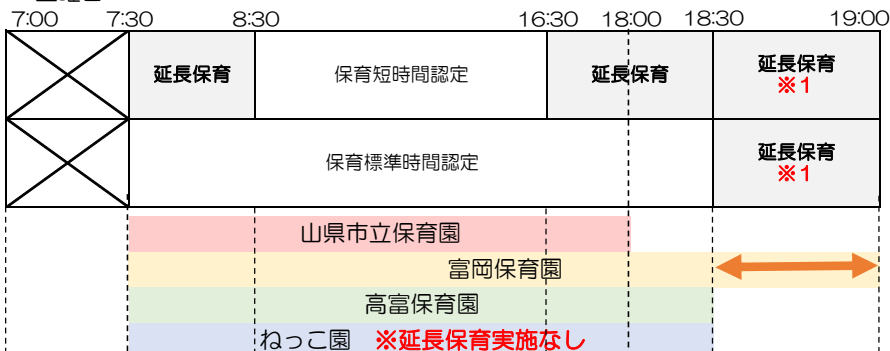 7:00 7:30 8:30 16:30 18:00 18:30 19:00
延長保育 保育短時間認定 延長保育 延長保育
※1
保育標準時間認定 延長保育
※1
山県市立保育園
富岡保育園
高富保育園
ねっこ園 ※延長保育実施なし